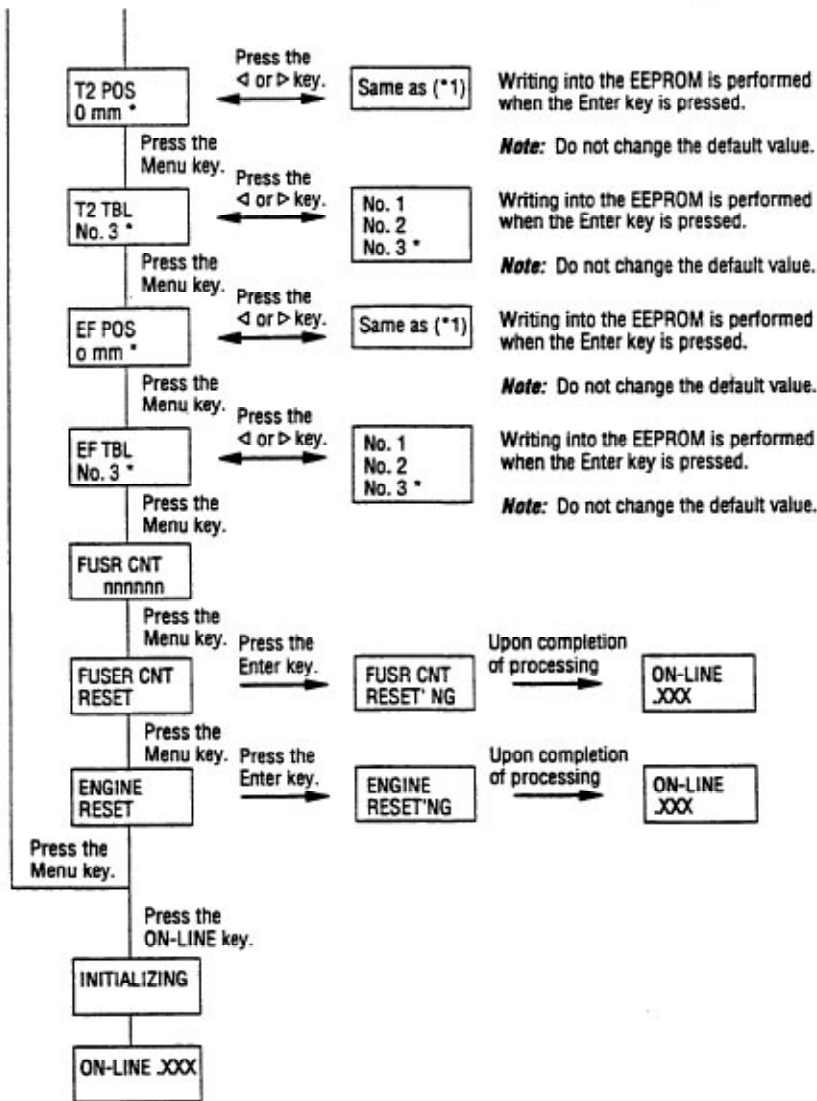 Press the
◁ or ▷ key.
T2 POS
0 mm *
Same as (*1)
Writing into the EEPROM is performed
when the Enter key is pressed.
Note: Do not change the default value.
Press the
Menu key.
Press the
◁ or ▷ key.
T2 TBL
No. 3 *
No. 1
No. 2
No. 3 *
Writing into the EEPROM is performed
when the Enter key is pressed.
Note: Do not change the default value.
Press the
Menu key.
Press the
◁ or ▷ key.
EF POS
o mm *
Same as (*1)
Writing into the EEPROM is performed
when the Enter key is pressed.
Note: Do not change the default value.
Press the
Menu key.
Press the
◁ or ▷ key.
EF TBL
No. 3 *
No. 1
No. 2
No. 3 *
Writing into the EEPROM is performed
when the Enter key is pressed.
Note: Do not change the default value.
Press the
Menu key.
FUSR CNT
nnnnnn
Press the
Menu key.
Press the
Enter key.
Upon completion
of processing
FUSER CNT
RESET
FUSR CNT
RESET' NG
ON-LINE
.XXX
Press the
Menu key.
Press the
Enter key.
Upon completion
of processing
ENGINE
RESET
ENGINE
RESET'NG
ON-LINE
.XXX
Press the
Menu key.
Press the
ON-LINE key.
INITIALIZING
ON-LINE .XXX